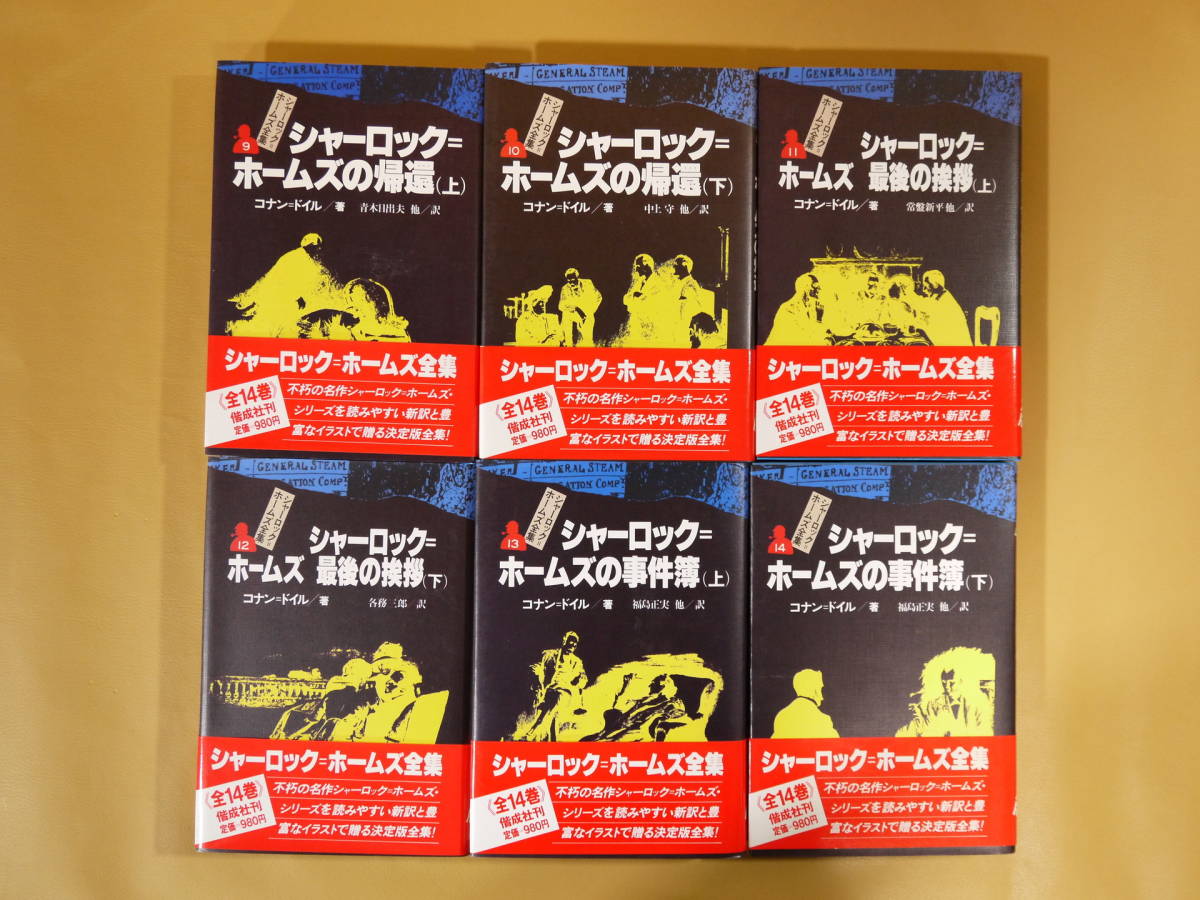 GENERAL STEAM
GATION COMP
シャーロック=
ホームズ全集
9
シャーロック=
ホームズの帰還(上)
コナン=ドイル/著 青木日出夫 他/訳
シャーロック=ホームズ全集
《全14巻》
偕成社刊
定価・980円
不朽の名作シャーロック=ホームズ・
シリーズを読みやすい新訳と豊
富なイラストで贈る決定版全集!
GENERAL STEAM
GATION COMP
シャーロック=
ホームズ全集
10
シャーロック=
ホームズの帰還(下)
コナン=ドイル/著 中上 守 他/訳
シャーロック=ホームズ全集
《全14巻》
偕成社刊
定価・980円
不朽の名作シャーロック=ホームズ・
シリーズを読みやすい新訳と豊
富なイラストで贈る決定版全集!
GENERAL STEAM
GATION COMP
シャーロック=
ホームズ全集
11
シャーロック=
ホームズ 最後の挨拶(上)
コナン=ドイル/著 常盤新平 他/訳
シャーロック=ホームズ全集
《全14巻》
偕成社刊
定価・980円
不朽の名作シャーロック=ホームズ・
シリーズを読みやすい新訳と豊
富なイラストで贈る決定版全集!
GENERAL STEAM
GATION COMP
シャーロック=
ホームズ全集
12
シャーロック=
ホームズ 最後の挨拶(下)
コナン=ドイル/著 各務三郎 訳
シャーロック=ホームズ全集
《全14巻》
偕成社刊
定価・980円
不朽の名作シャーロック=ホームズ・
シリーズを読みやすい新訳と豊
富なイラストで贈る決定版全集!
GENERAL STEAM
GATION COMP
シャーロック=
ホームズ全集
13
シャーロック=
ホームズの事件簿(上)
コナン=ドイル/著 福島正実 他/訳
シャーロック=ホームズ全集
《全14巻》
偕成社刊
定価・980円
不朽の名作シャーロック=ホームズ・
シリーズを読みやすい新訳と豊
富なイラストで贈る決定版全集!
GENERAL STEAM
GATION COMP
シャーロック=
ホームズ全集
14
シャーロック=
ホームズの事件簿(下)
コナン=ドイル/著 福島正実 他/訳
シャーロック=ホームズ全集
《全14巻》
偕成社刊
定価・980円
不朽の名作シャーロック=ホームズ・
シリーズを読みやすい新訳と豊
富なイラストで贈る決定版全集!